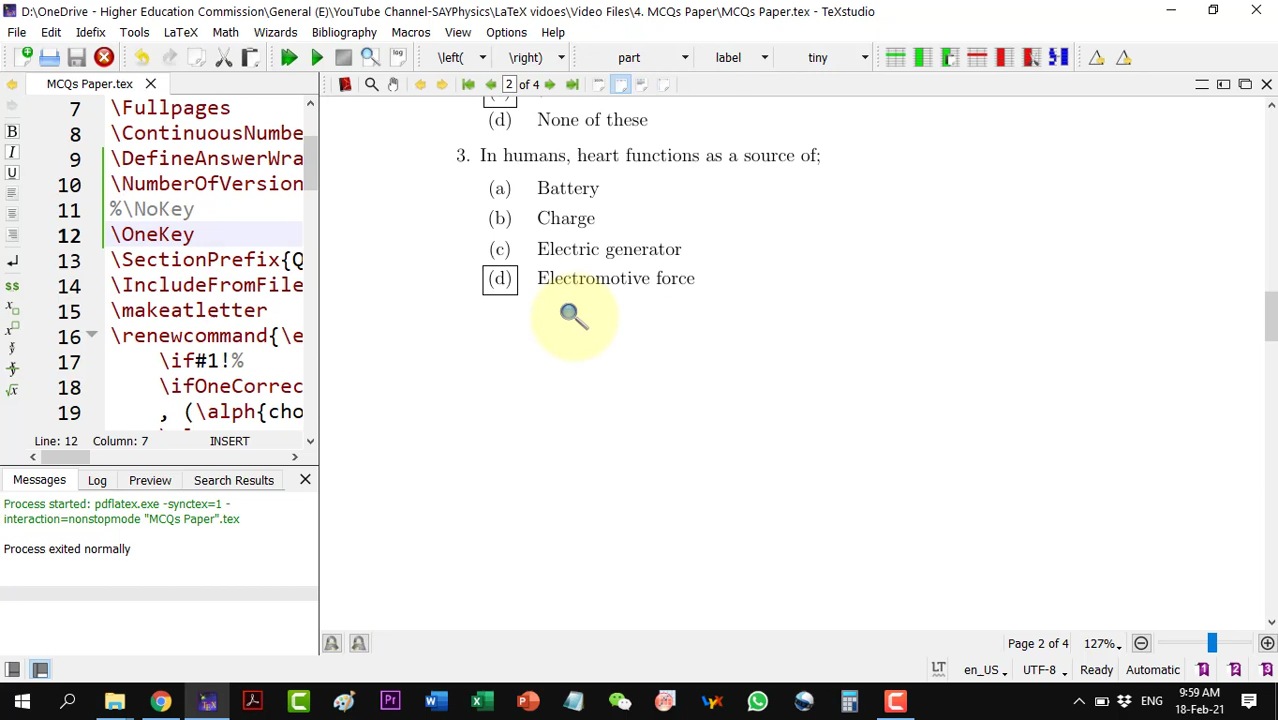 D:\OneDrive - Higher Education Commission\General (E)\YouTube Channel-SAYPhysics\LaTeX vidoes\Video Files\4. MCQs Paper\MCQs Paper.tex - TeXstudio
File Edit Idefix Tools LaTeX Math Wizards Bibliography Macros View Options Help
log \left( \right) part label tiny
MCQs Paper.tex 2 of 4
7 \Fullpages
8 \ContinuousNumbe
9 \DefineAnswerWra
10 \NumberOfVersion
11 %\NoKey
12 \OneKey
13 \SectionPrefix{Q
14 \IncludeFromFile
15 \makeatletter
16 \renewcommand{\e
17 \if#1!%
18 \ifOneCorrec
19 , (\alph{cho
Line: 12 Column: 7 INSERT
Messages Log Preview Search Results
Process started: pdflatex.exe -synctex=1 -
interaction=nonstopmode "MCQs Paper".tex
Process exited normally
(d) None of these
3. In humans, heart functions as a source of;
(a) Battery
(b) Charge
(c) Electric generator
(d) Electromotive force
Page 2 of 4 127%
LT en_US UTF-8 Ready Automatic 1 2 3
ENG 9:59 AM
18-Feb-21